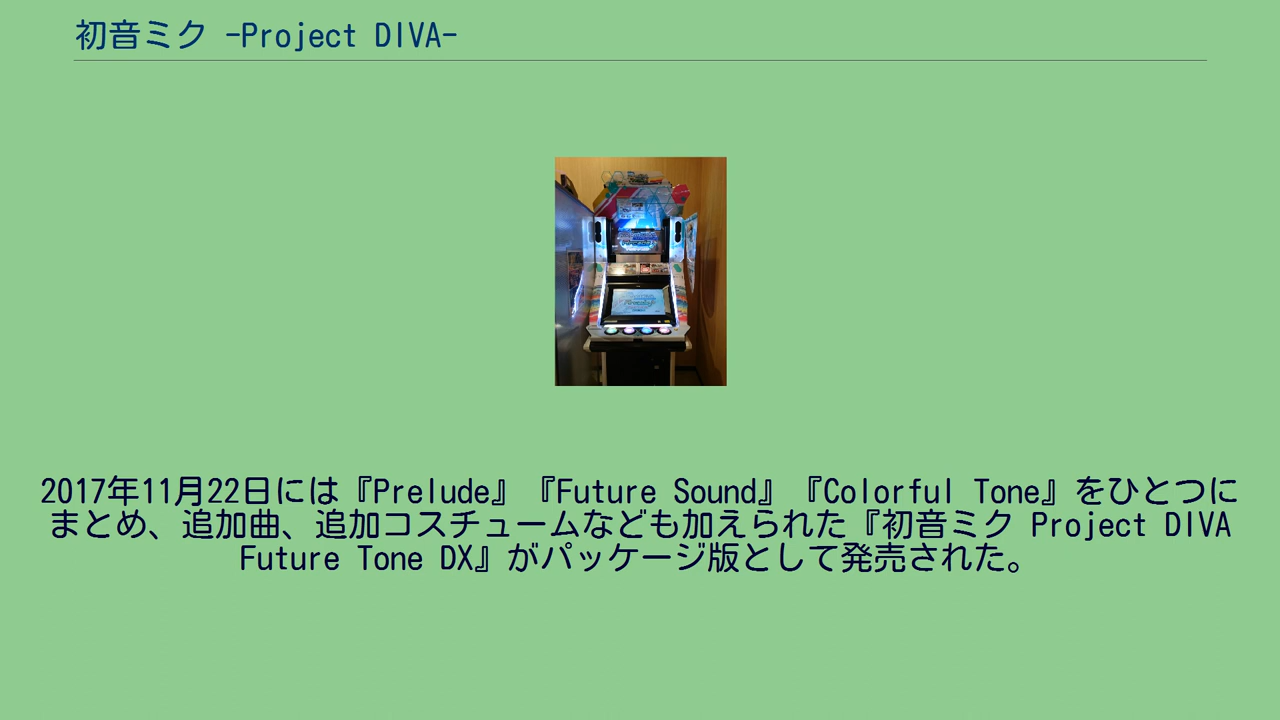 初音ミク -Project DIVA-
2017年11月22日には『Prelude』『Future Sound』『Colorful Tone』をひとつに
まとめ、追加曲、追加コスチュームなども加えられた『初音ミク Project DIVA
Future Tone DX』がパッケージ版として発売された。